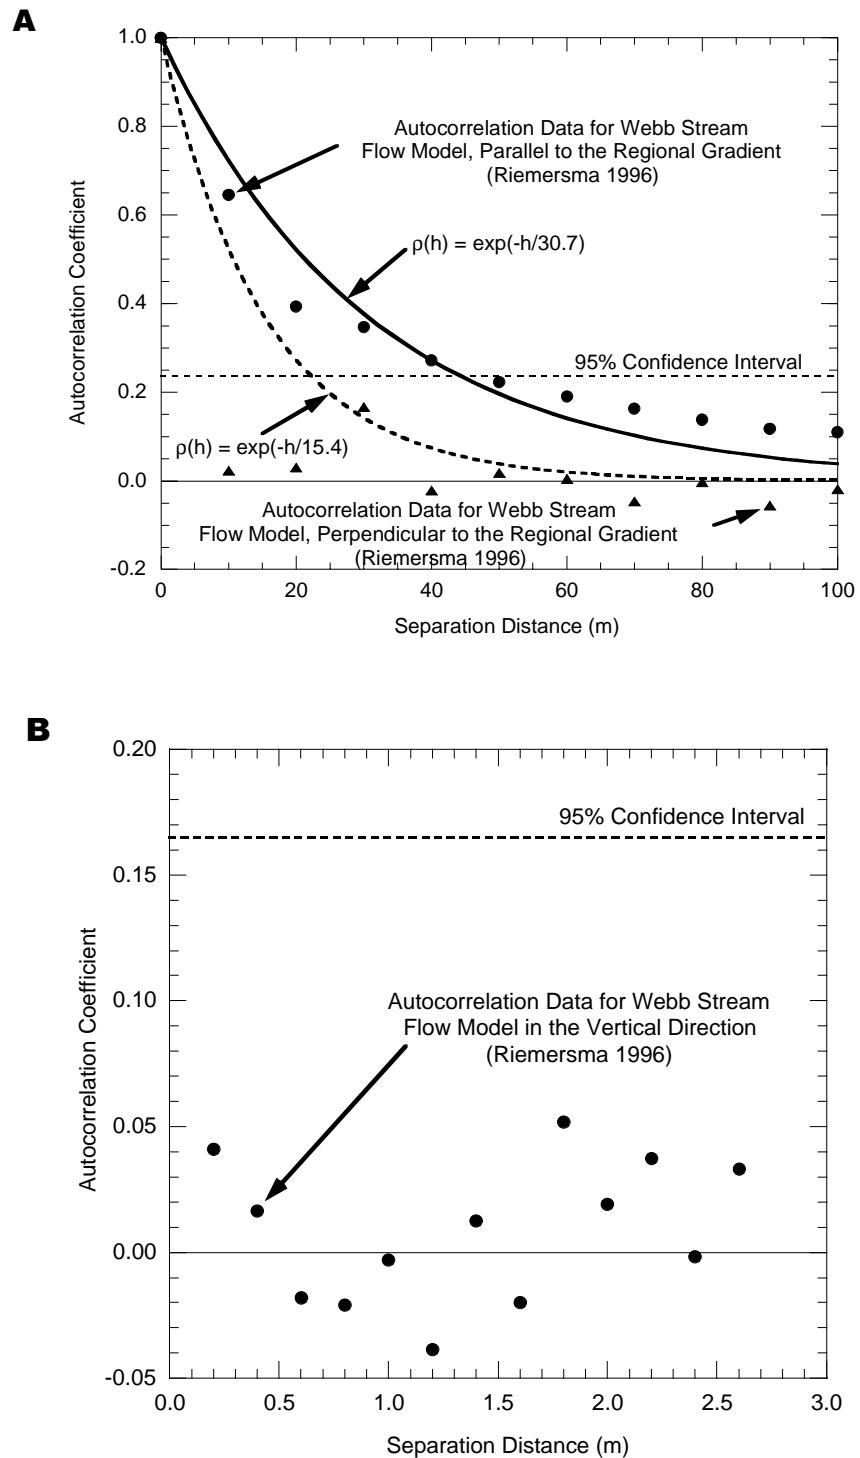 A
1.0
0.8
0.6
0.4
0.2
0.0
-0.2
Autocorrelation Coefficient
Autocorrelation Data for Webb Stream
Flow Model, Parallel to the Regional Gradient
(Riemersma 1996)
ρ(h) = exp(-h/30.7)
95% Confidence Interval
ρ(h) = exp(-h/15.4)
Autocorrelation Data for Webb Stream
Flow Model, Perpendicular to the Regional Gradient
(Riemersma 1996)
0 20 40 60 80 100
Separation Distance (m)
B
0.20
0.15
0.10
0.05
0.00
-0.05
Autocorrelation Coefficient
95% Confidence Interval
Autocorrelation Data for Webb Stream
Flow Model in the Vertical Direction
(Riemersma 1996)
0.0 0.5 1.0 1.5 2.0 2.5 3.0
Separation Distance (m)